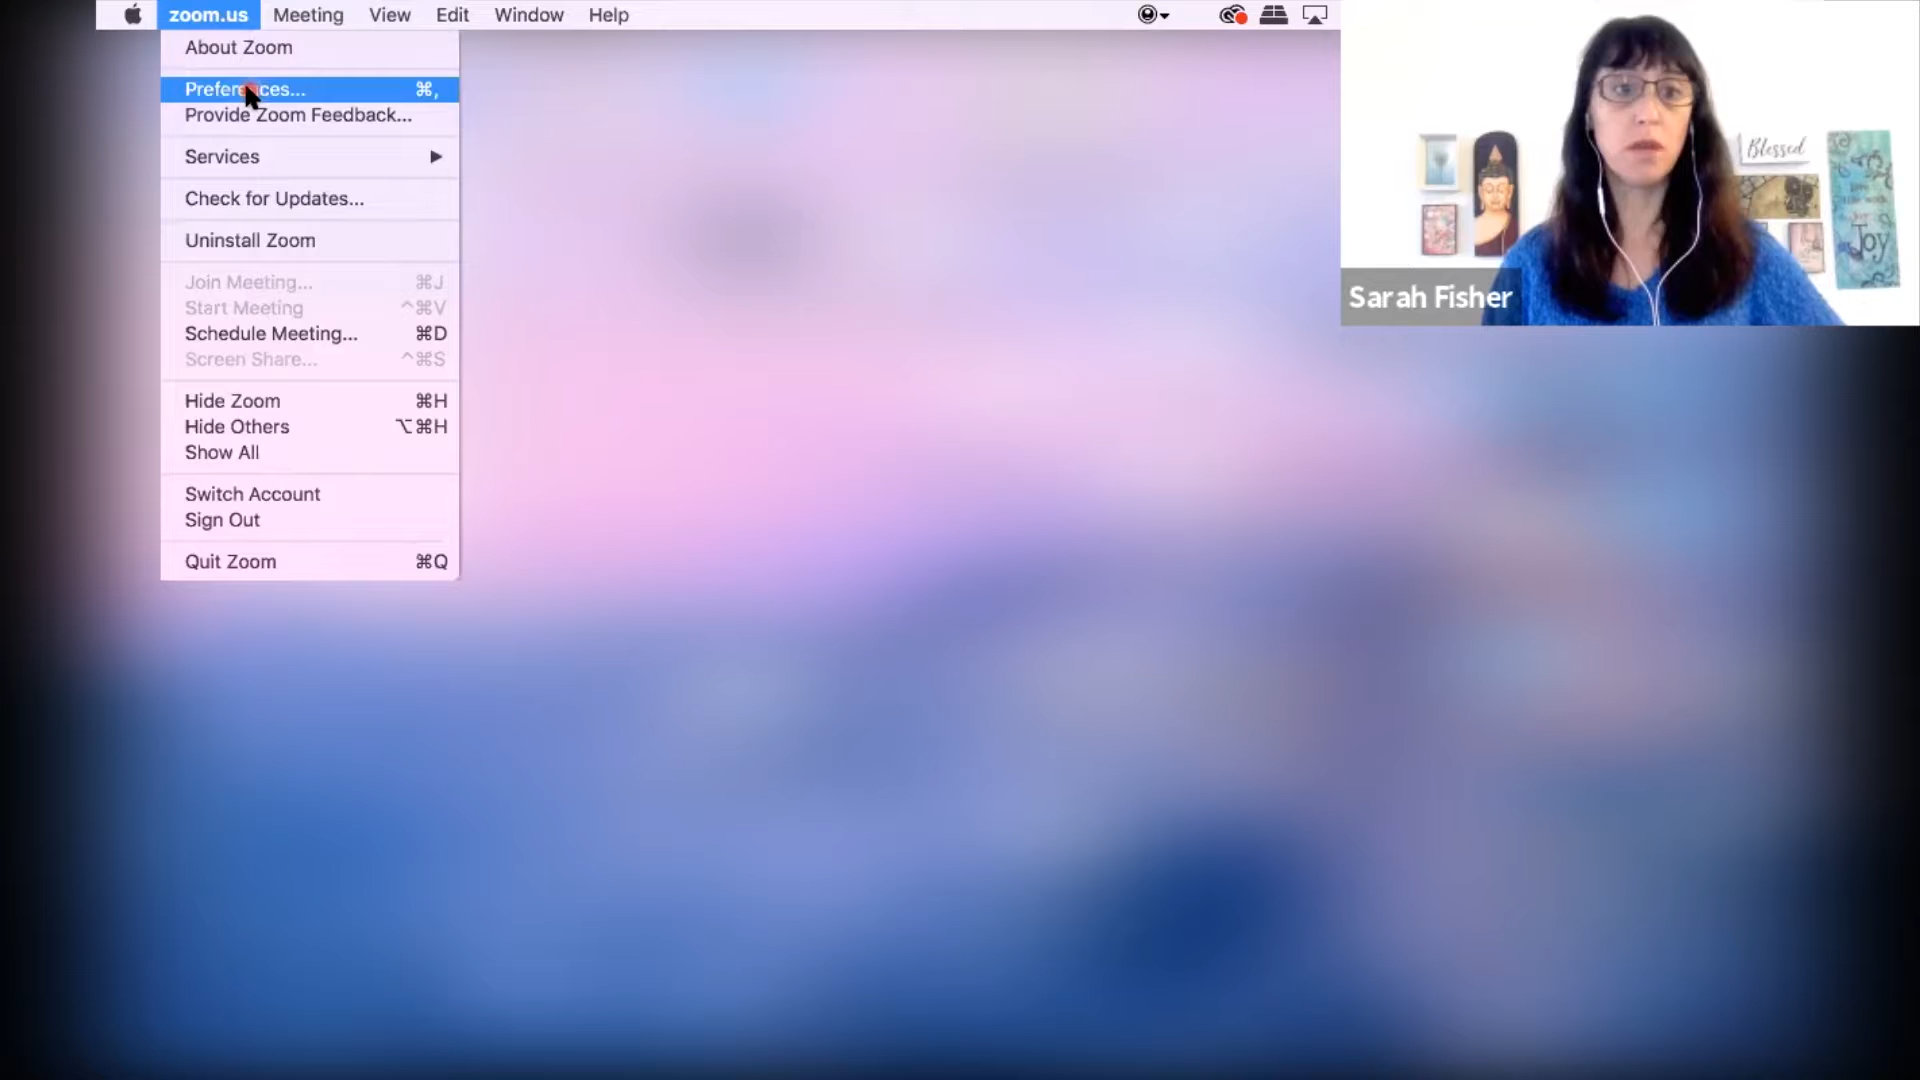 zoom.us Meeting View Edit Window Help
About Zoom
Preferences... ⌘,
Provide Zoom Feedback...
Services ▶
Check for Updates...
Uninstall Zoom
Join Meeting... ⌘J
Start Meeting ^⌘V
Schedule Meeting... ⌘D
Screen Share... ^⌘S
Hide Zoom ⌘H
Hide Others ⌥⌘H
Show All
Switch Account
Sign Out
Quit Zoom ⌘Q
Blessed
Joy
Sarah Fisher